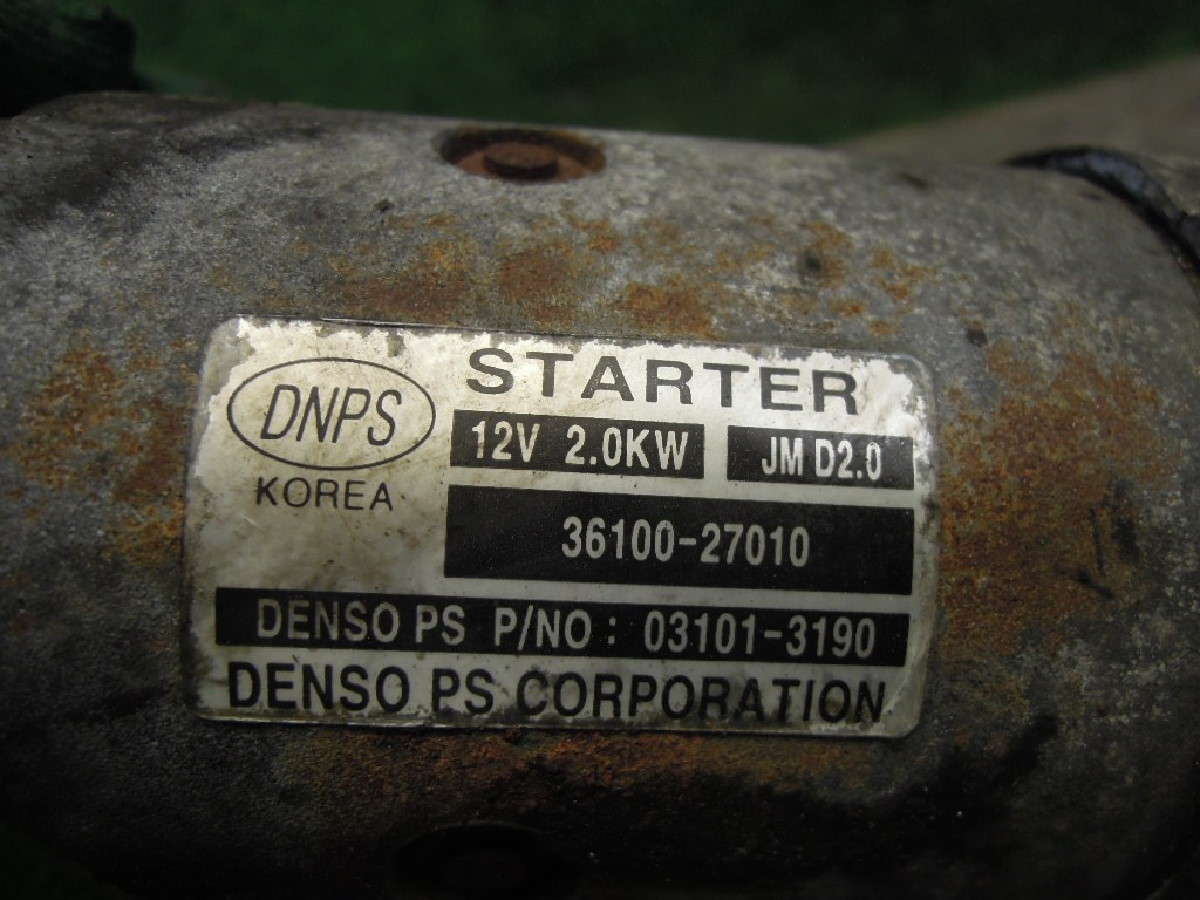 DNPS
KOREA
STARTER
12V 2.0KW JM D2.0
36100-27010
DENSO PS P/NO : 03101-3190
DENSO PS CORPORATION